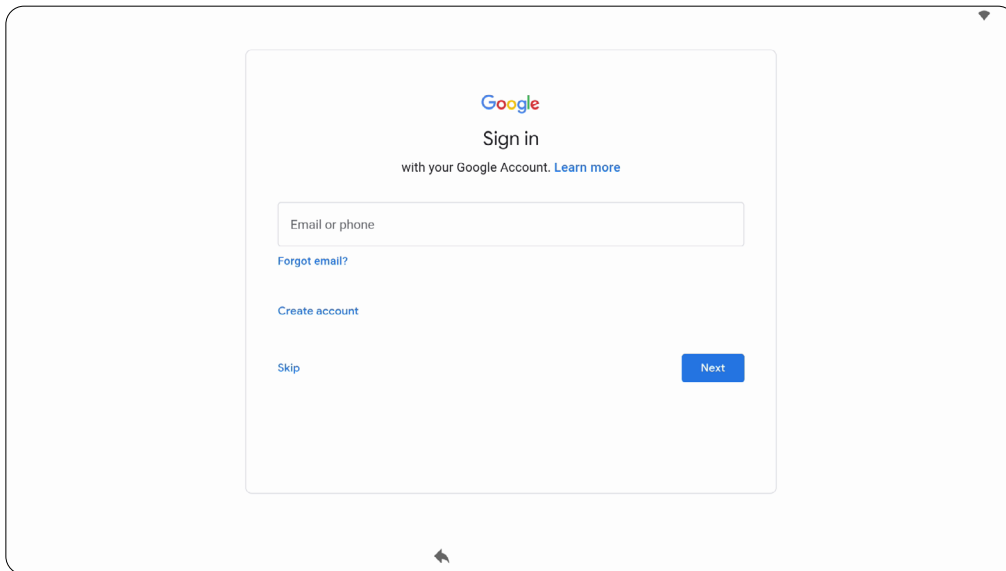 Google
Sign in
with your Google Account. Learn more
Email or phone
Forgot email?
Create account
Skip
Next